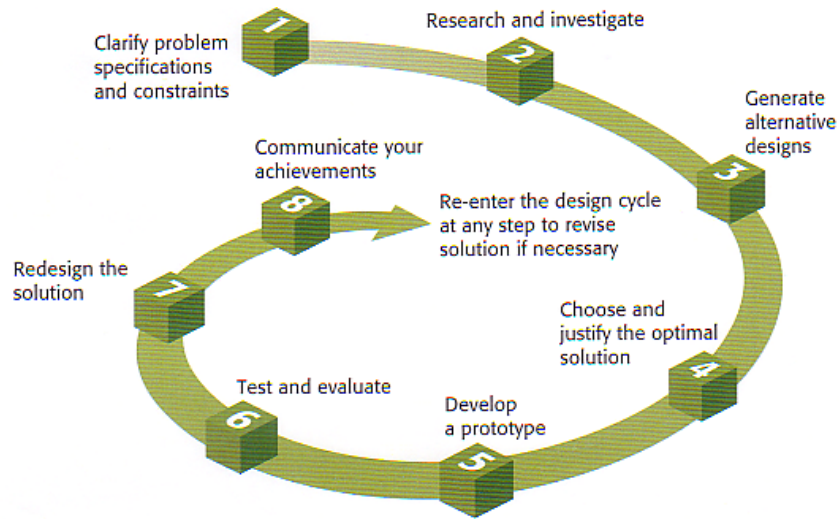 1
Clarify problem
specifications
and constraints
2
Research and investigate
3
Generate
alternative
designs
4
Choose and
justify the optimal
solution
5
Develop
a prototype
6
Test and evaluate
7
Redesign the
solution
8
Communicate your
achievements
Re-enter the design cycle
at any step to revise
solution if necessary